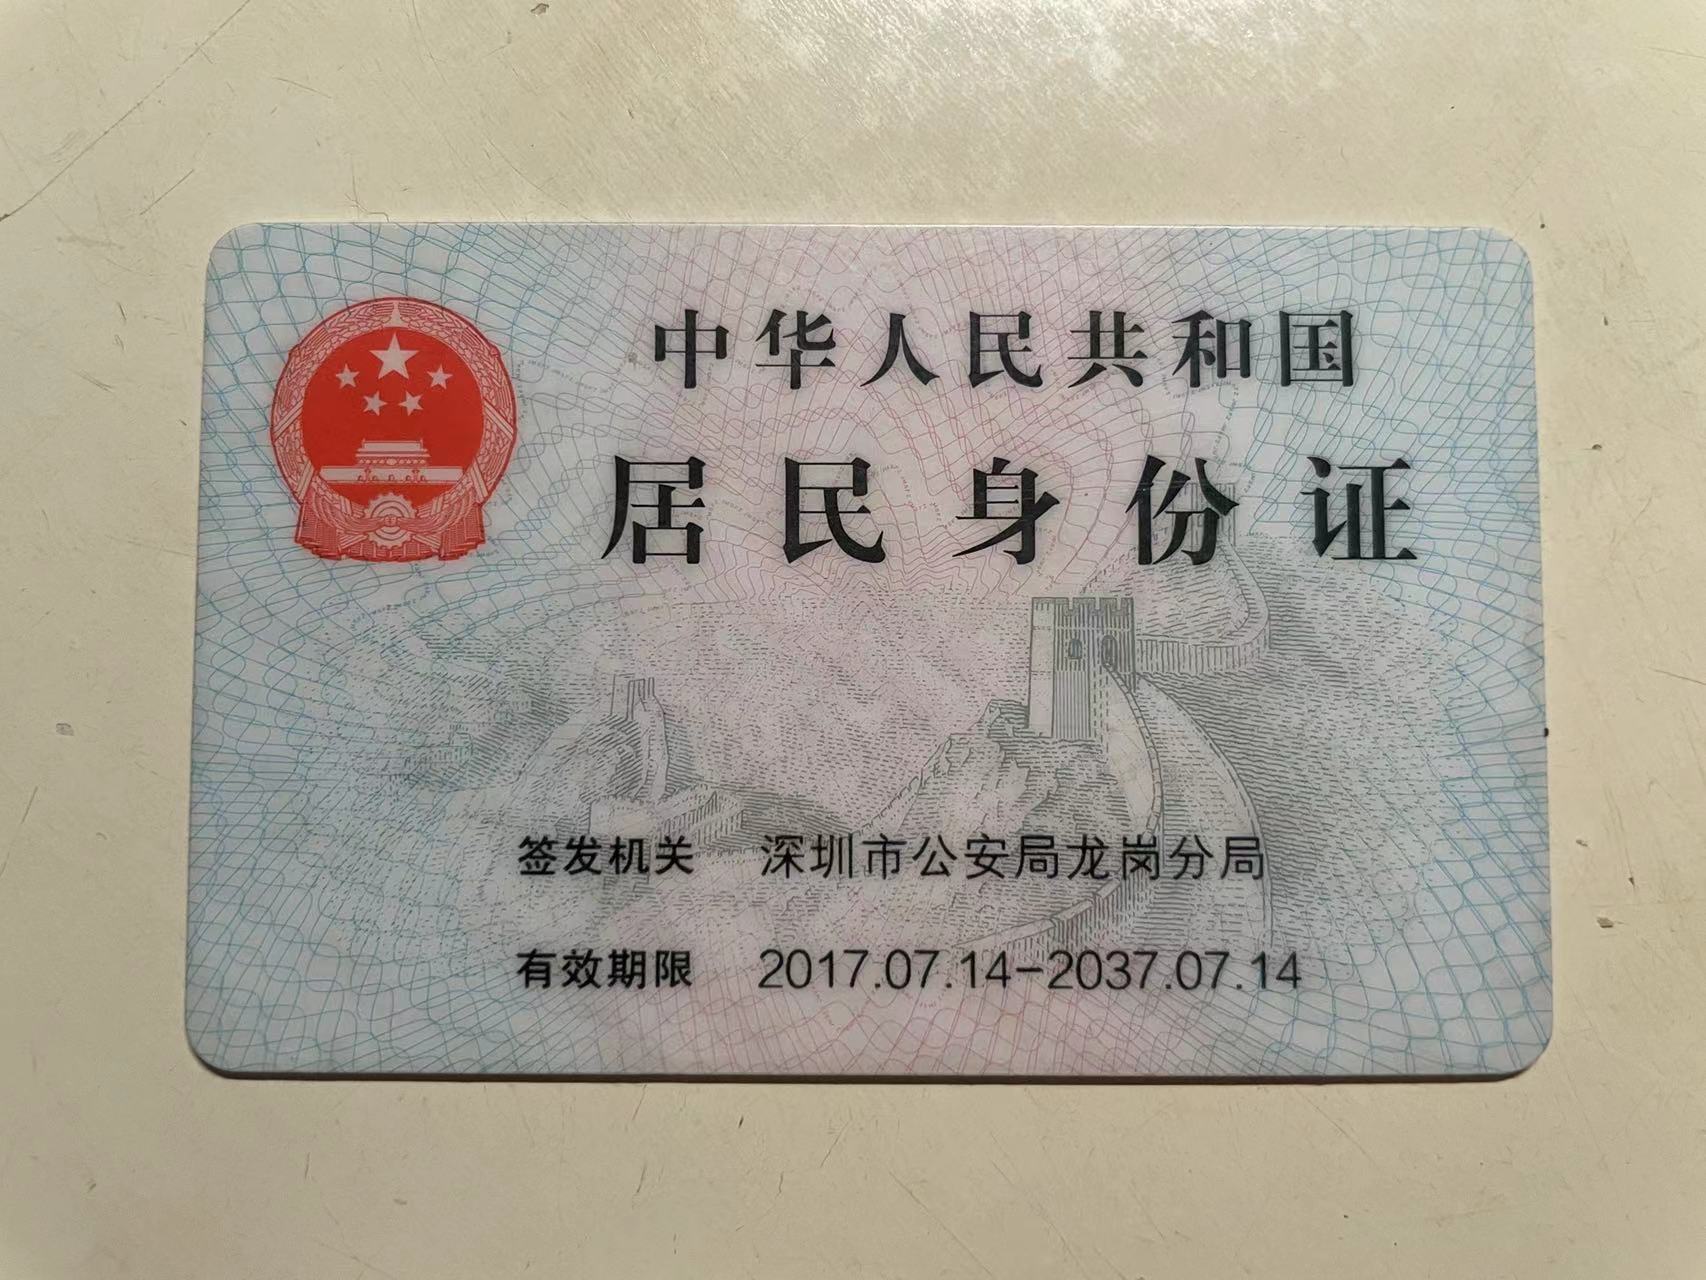 中华人民共和国
居民身份证
签发机关 深圳市公安局龙岗分局
有效期限 2017.07.14-2037.07.14